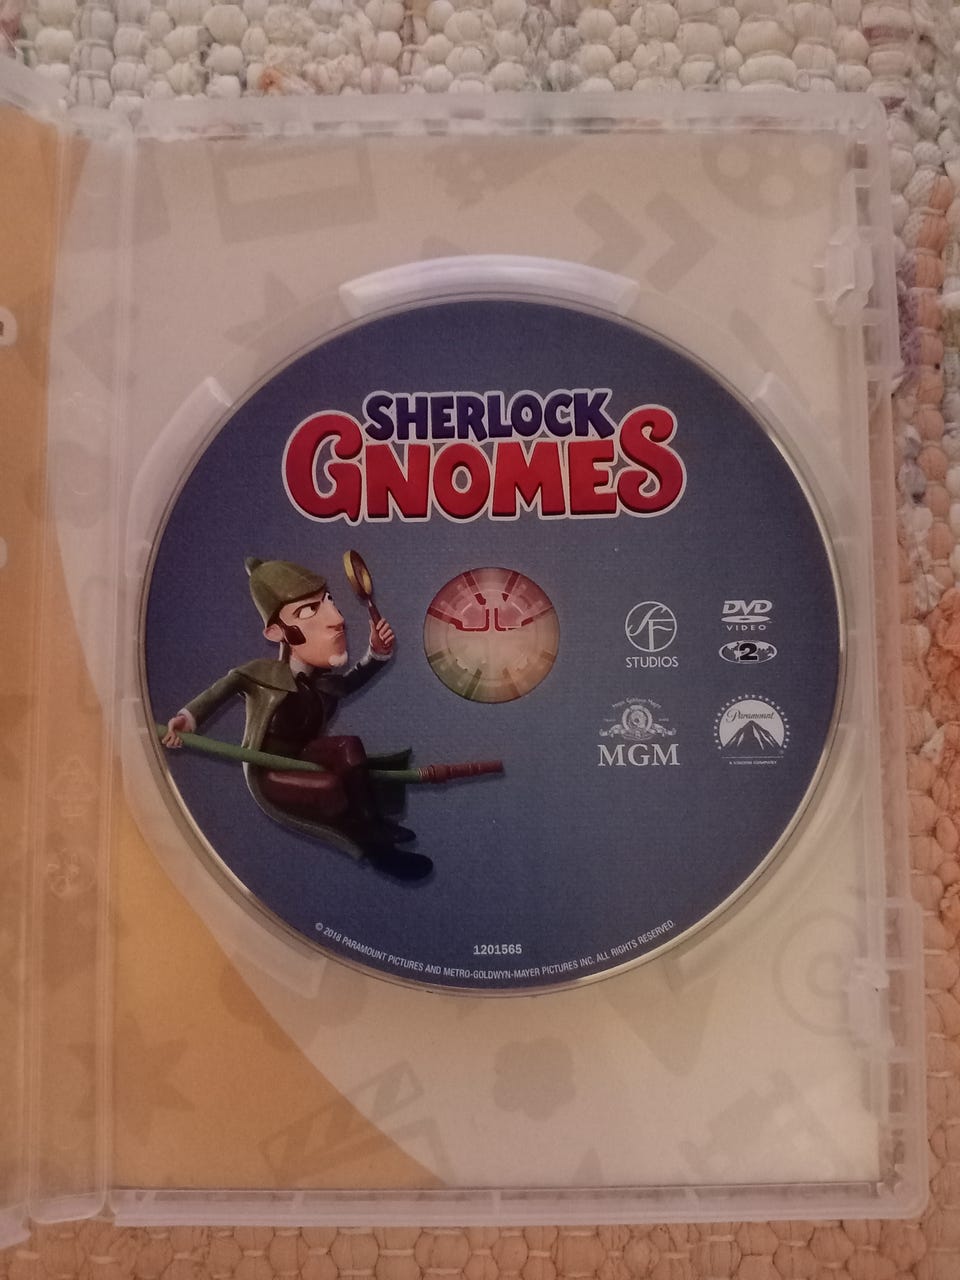 SHERLOCK
GNOMES
SF
STUDIOS
DVD
VIDEO
2
MGM
Paramount
© 2018 PARAMOUNT PICTURES AND METRO-GOLDWYN-MAYER PICTURES INC. ALL RIGHTS RESERVED.
1201565